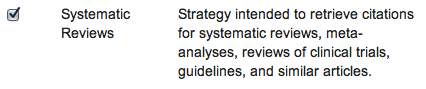 Systematic Reviews
Strategy intended to retrieve citations
for systematic reviews, meta-
analyses, reviews of clinical trials,
guidelines, and similar articles.